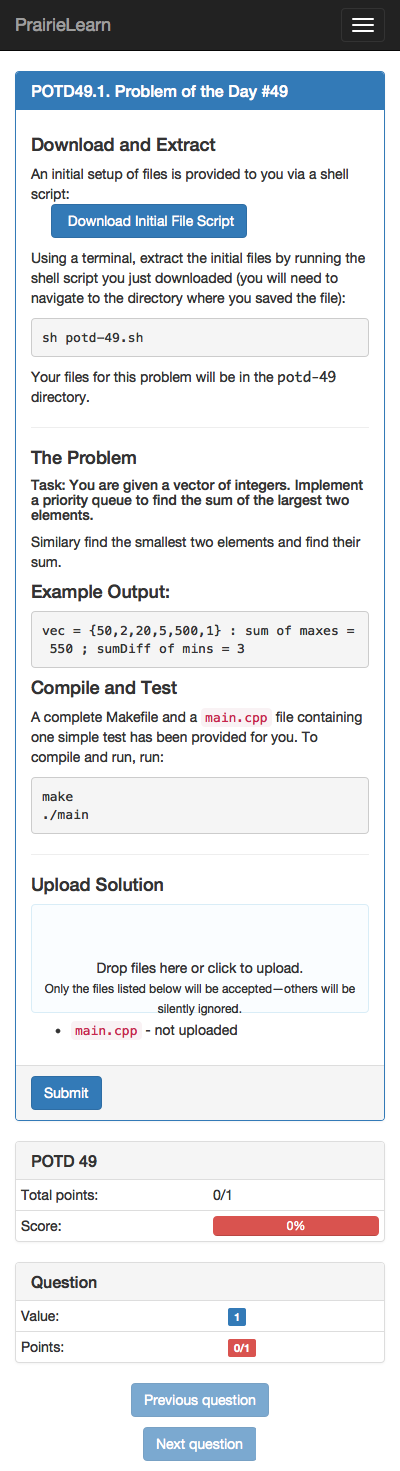 PrairieLearn
POTD49.1. Problem of the Day #49
Download and Extract
An initial setup of files is provided to you via a shell
script:
Download Initial File Script
Using a terminal, extract the initial files by running the
shell script you just downloaded (you will need to
navigate to the directory where you saved the file):
sh potd-49.sh
Your files for this problem will be in the potd-49
directory.
The Problem
Task: You are given a vector of integers. Implement
a priority queue to find the sum of the largest two
elements.
Similary find the smallest two elements and find their
sum.
Example Output:
vec = {50,2,20,5,500,1} : sum of maxes =
550 ; sumDiff of mins = 3
Compile and Test
A complete Makefile and a main.cpp file containing
one simple test has been provided for you. To
compile and run, run:
make
./main
Upload Solution
Drop files here or click to upload.
Only the files listed below will be accepted—others will be
silently ignored.
• main.cpp - not uploaded
Submit
POTD 49
Total points: 0/1
Score: 0%
Question
Value: 1
Points: 0/1
Previous question
Next question